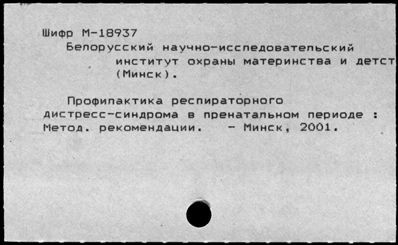 Шифр М-18937
Белорусский научно-исследовательский
институт охраны материнства и детст
(Минск).
Профилактика респираторного
дистресс-синдрома в пренатальном периоде :
Метод. рекомендации. - Минск, 2001.